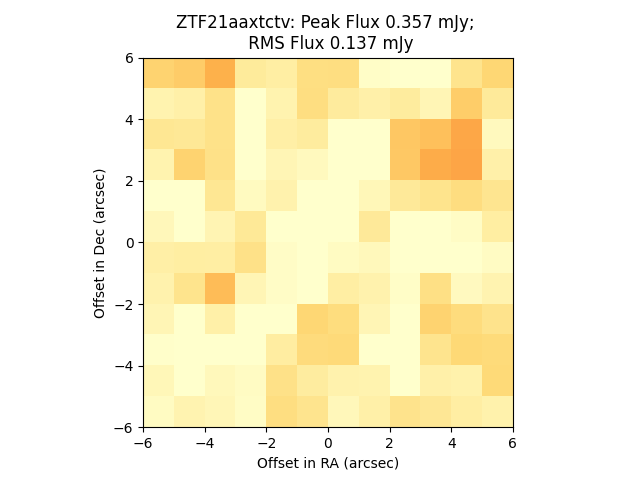 ZTF21aaxtctv: Peak Flux 0.357 mJy;
RMS Flux 0.137 mJy
6
4
2
0
−2
−4
−6
Offset in Dec (arcsec)
−6 −4 −2 0 2 4 6
Offset in RA (arcsec)